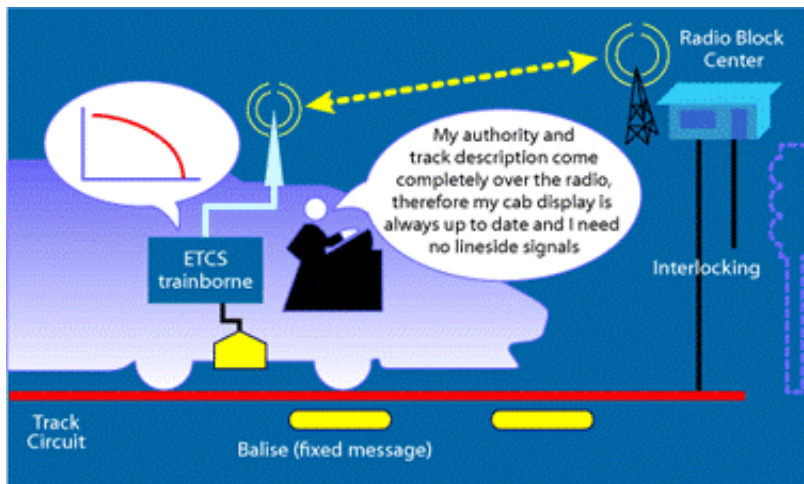 Radio Block
Center
My authority and
track description come
completely over the radio,
therefore my cab display is
always up to date and I need
no lineside signals
ETCS
trainborne
Interlocking
Track
Circuit
Balise (fixed message)